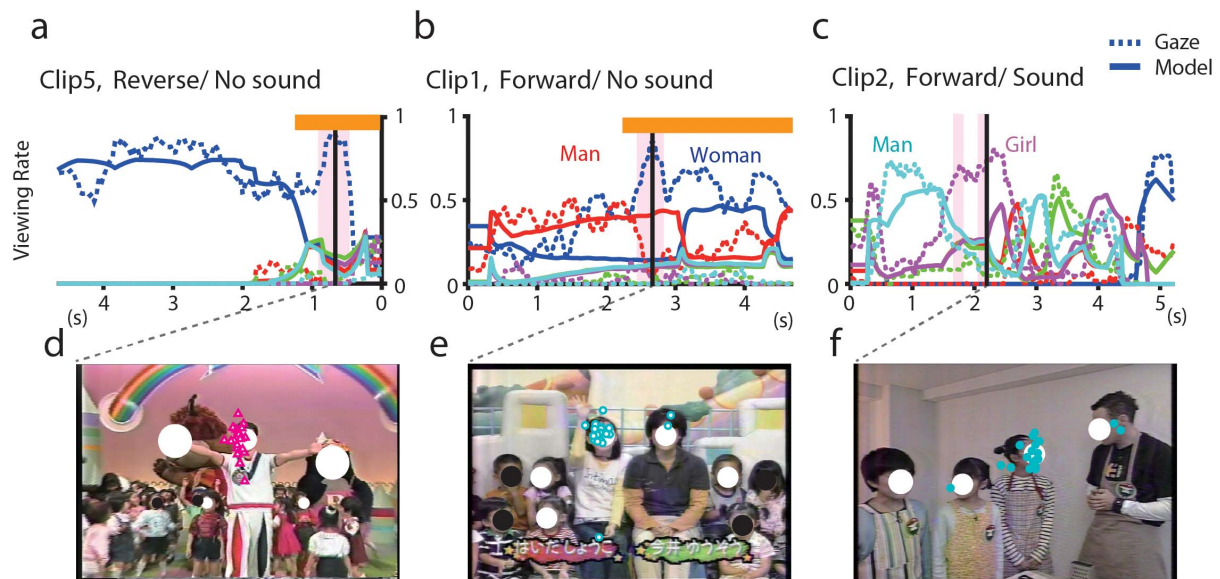 a
b
c
Gaze
Model
Clip5, Reverse/ No sound
Clip1, Forward/ No sound
Clip2, Forward/ Sound
Viewing Rate
1
0.5
0
4
3
2
1
0
(s)
1
0.5
0
Man
Woman
0
1
2
3
4
(s)
1
0.5
0
Man
Girl
0
1
2
3
4
5
(s)
d
e
f
はいだしょうこ
今井ゆうぞう